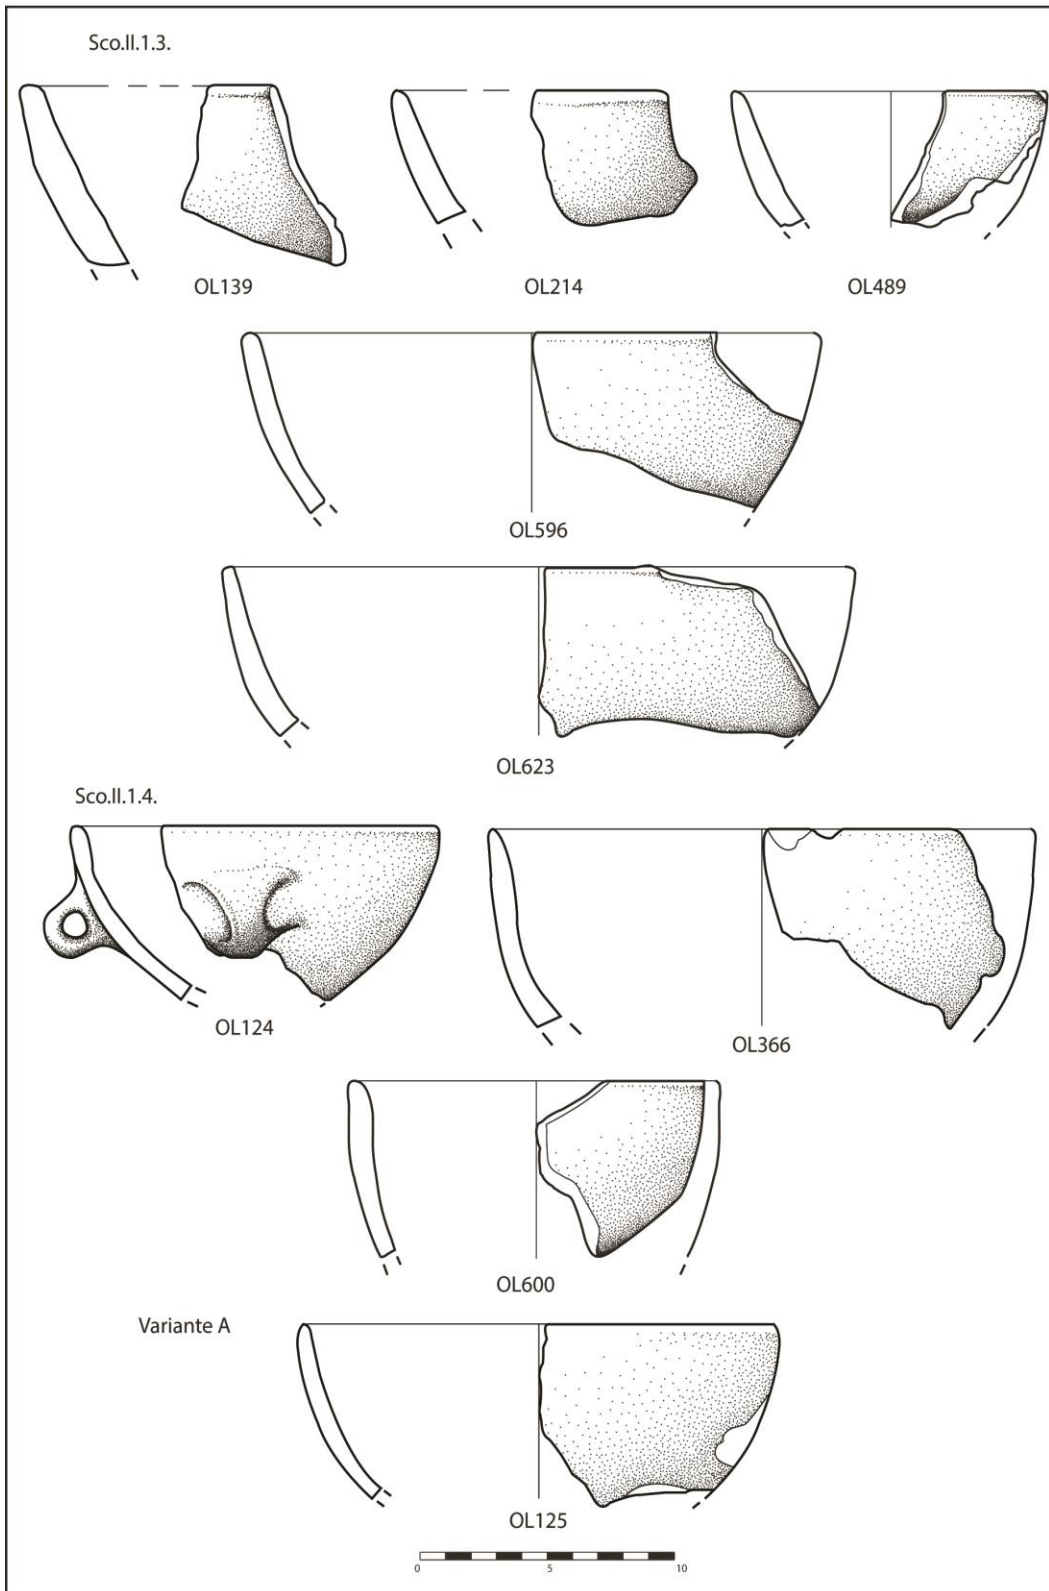 Sco.II.1.3.
OL139 OL214 OL489
OL596
OL623
Sco.II.1.4.
OL124 OL366
OL600
Variante A
OL125
0 5 10